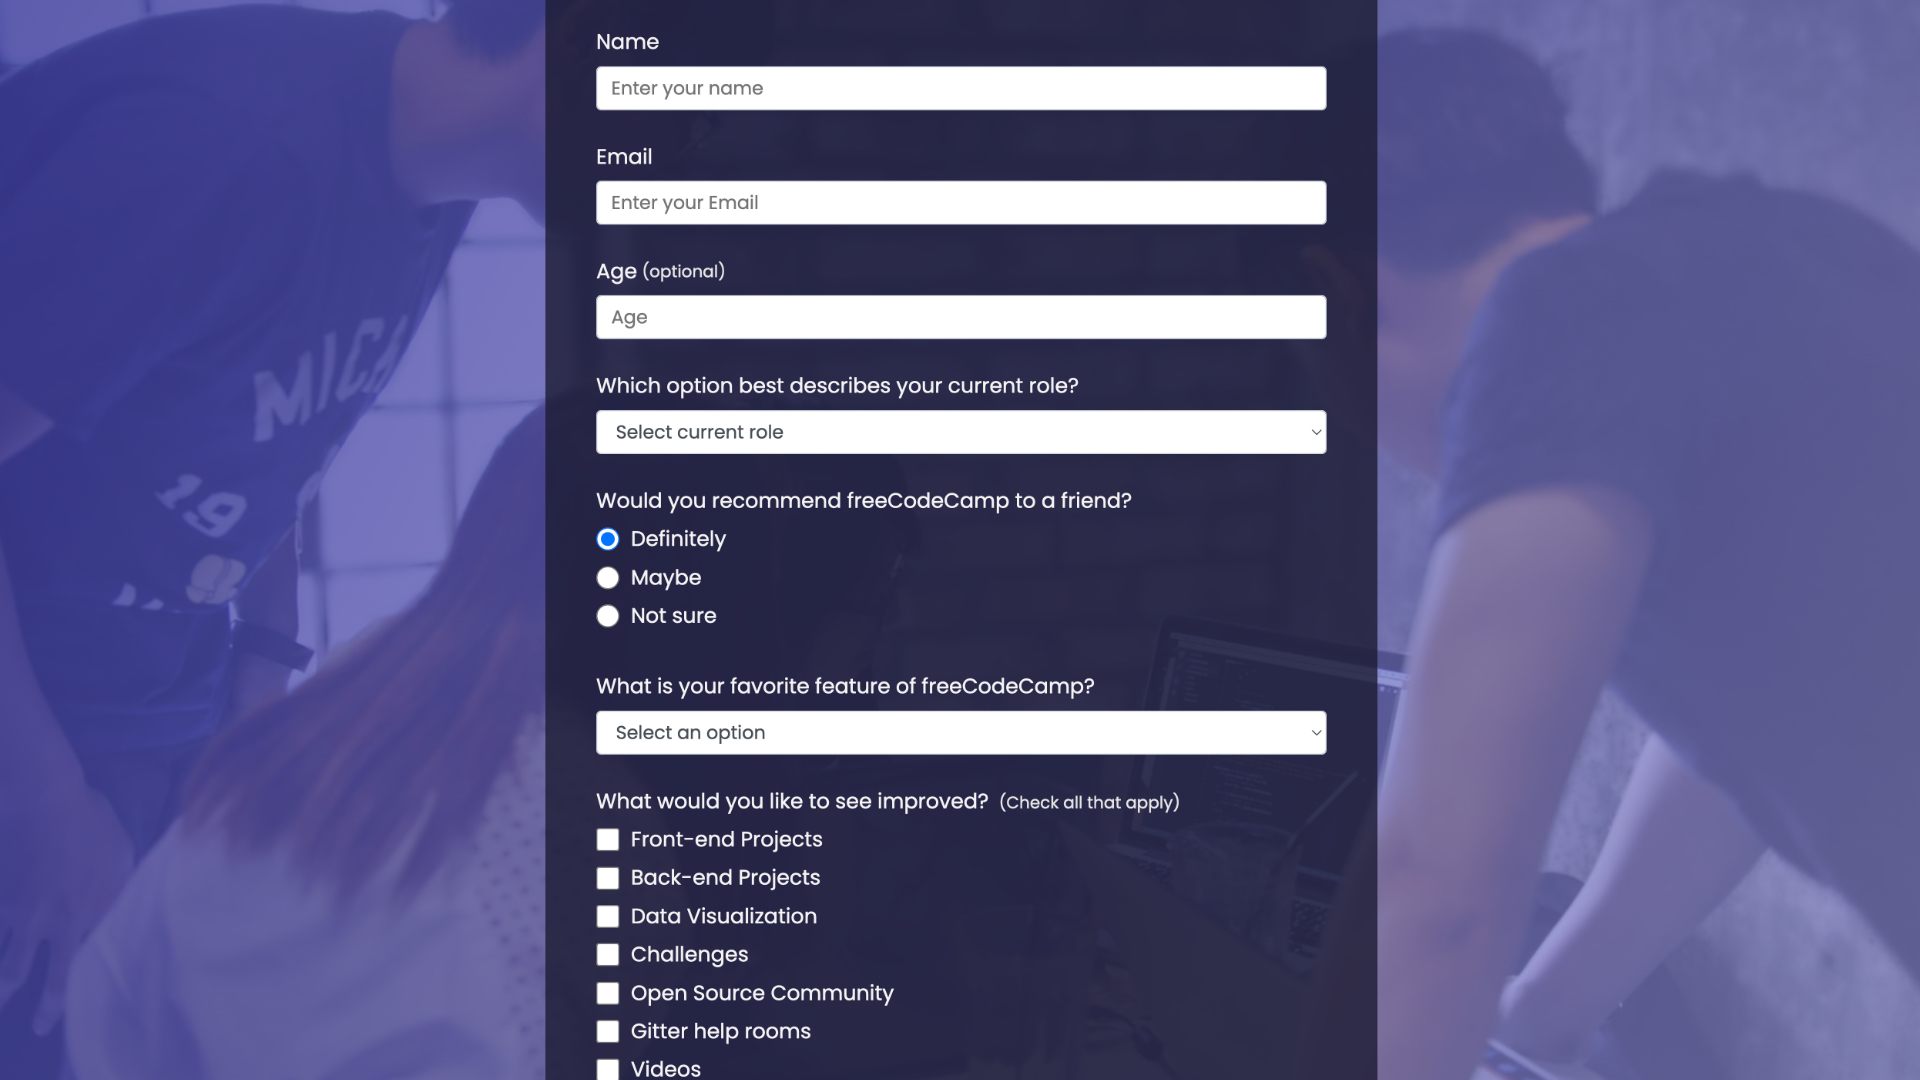 Name
Enter your name
Email
Enter your Email
Age (optional)
Age
Which option best describes your current role?
Select current role
Would you recommend freeCodeCamp to a friend?
Definitely
Maybe
Not sure
What is your favorite feature of freeCodeCamp?
Select an option
What would you like to see improved? (Check all that apply)
Front-end Projects
Back-end Projects
Data Visualization
Challenges
Open Source Community
Gitter help rooms
Videos
MICH
19